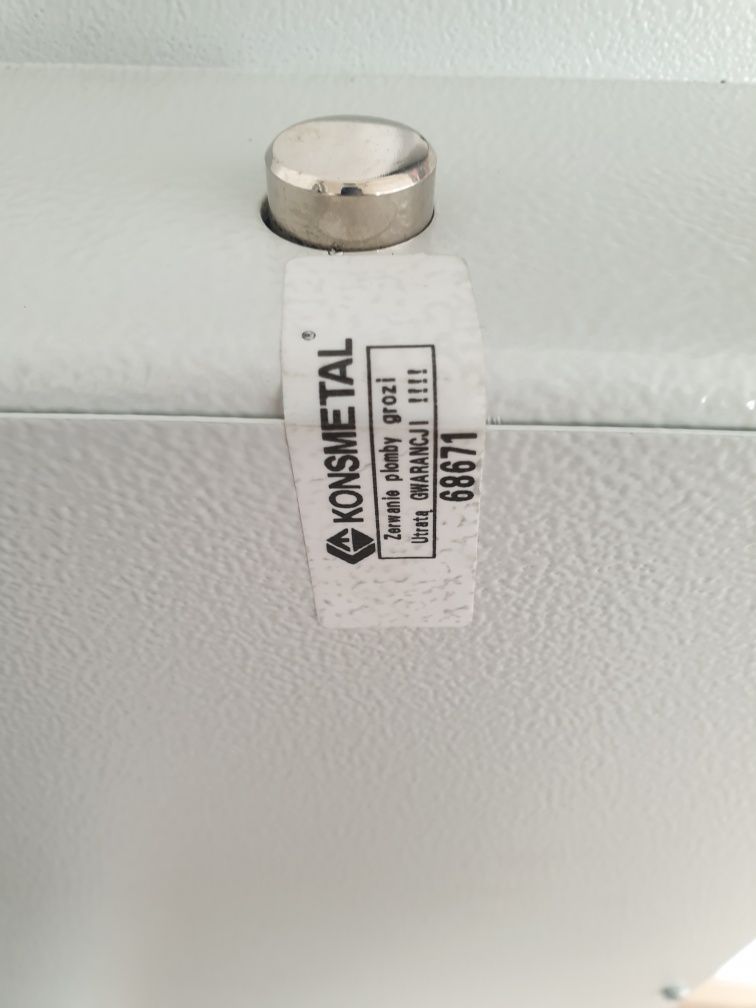 KONSMETAL®
Zerwanie plomby grozi
Utratą GWARANCJI !!!!
68671